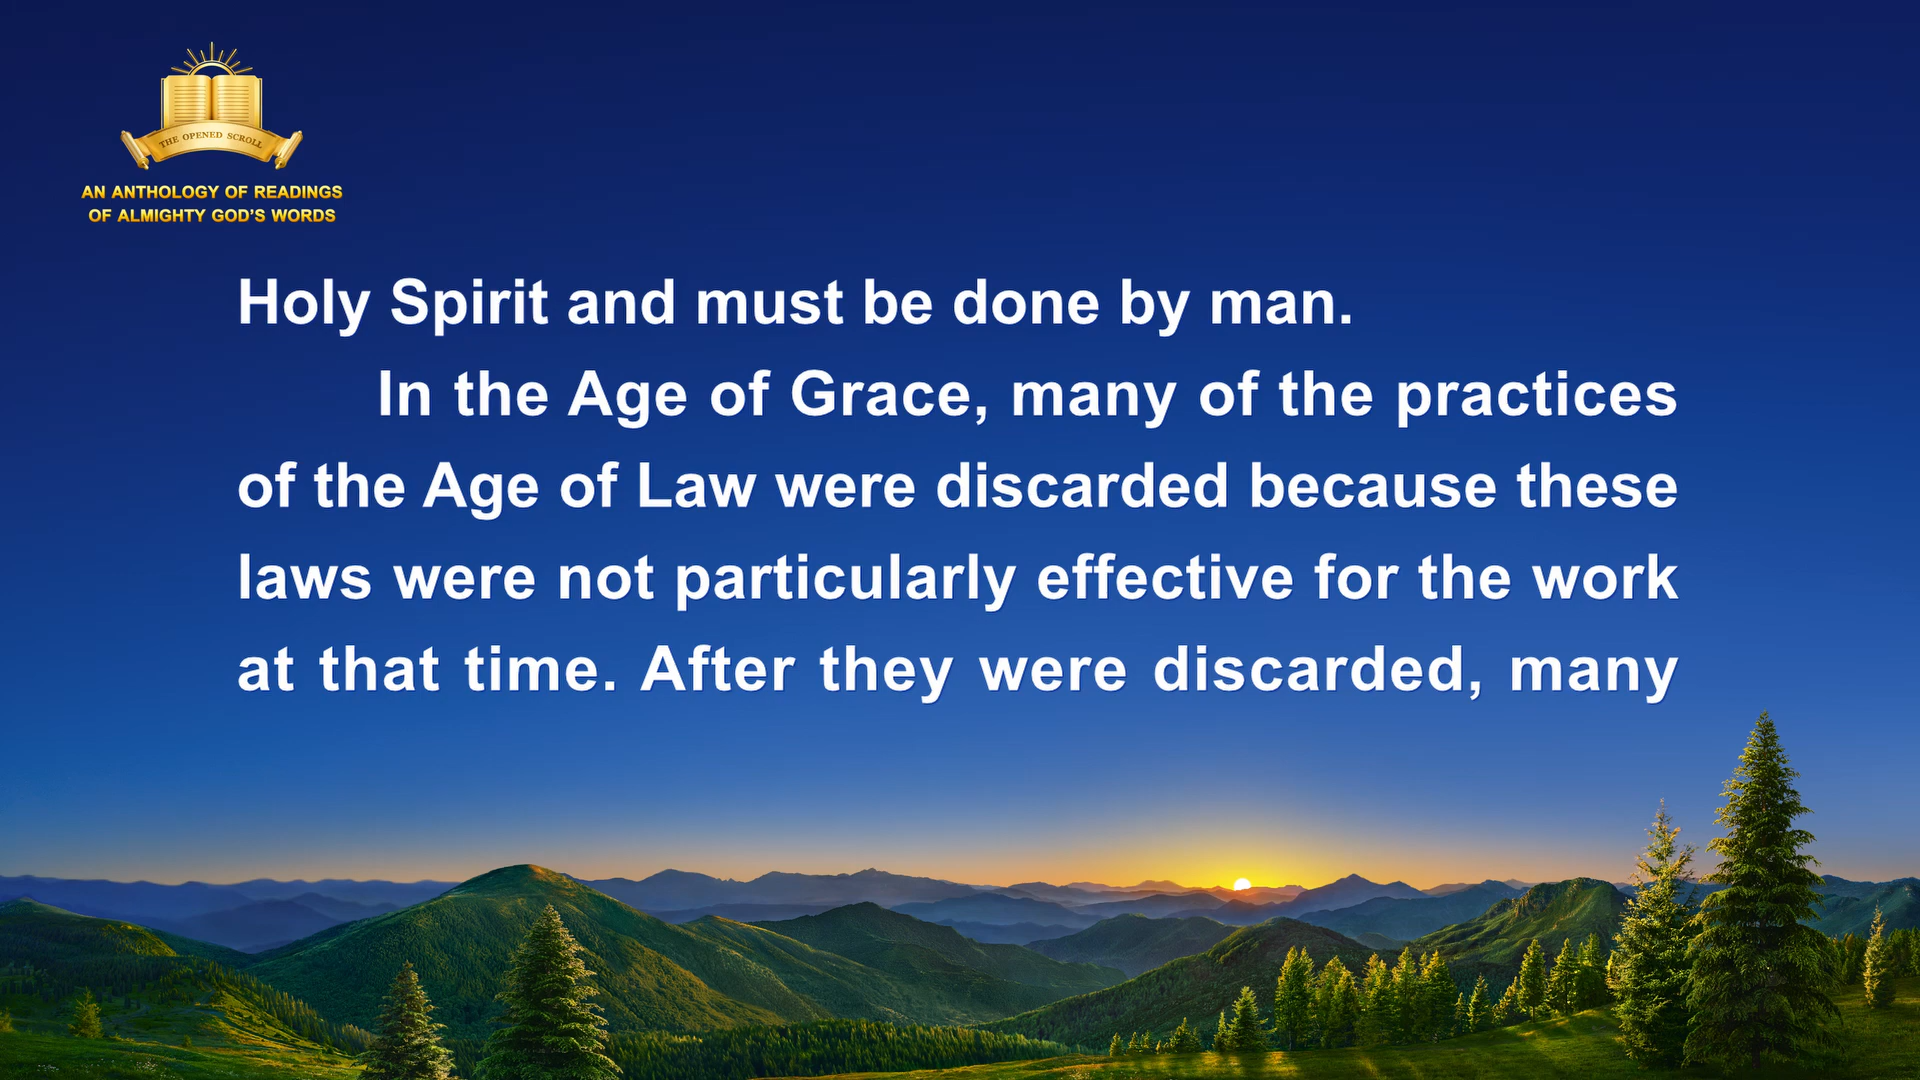 THE OPENED SCROLL
AN ANTHOLOGY OF READINGS
OF ALMIGHTY GOD'S WORDS
Holy Spirit and must be done by man.
In the Age of Grace, many of the practices
of the Age of Law were discarded because these
laws were not particularly effective for the work
at that time. After they were discarded, many